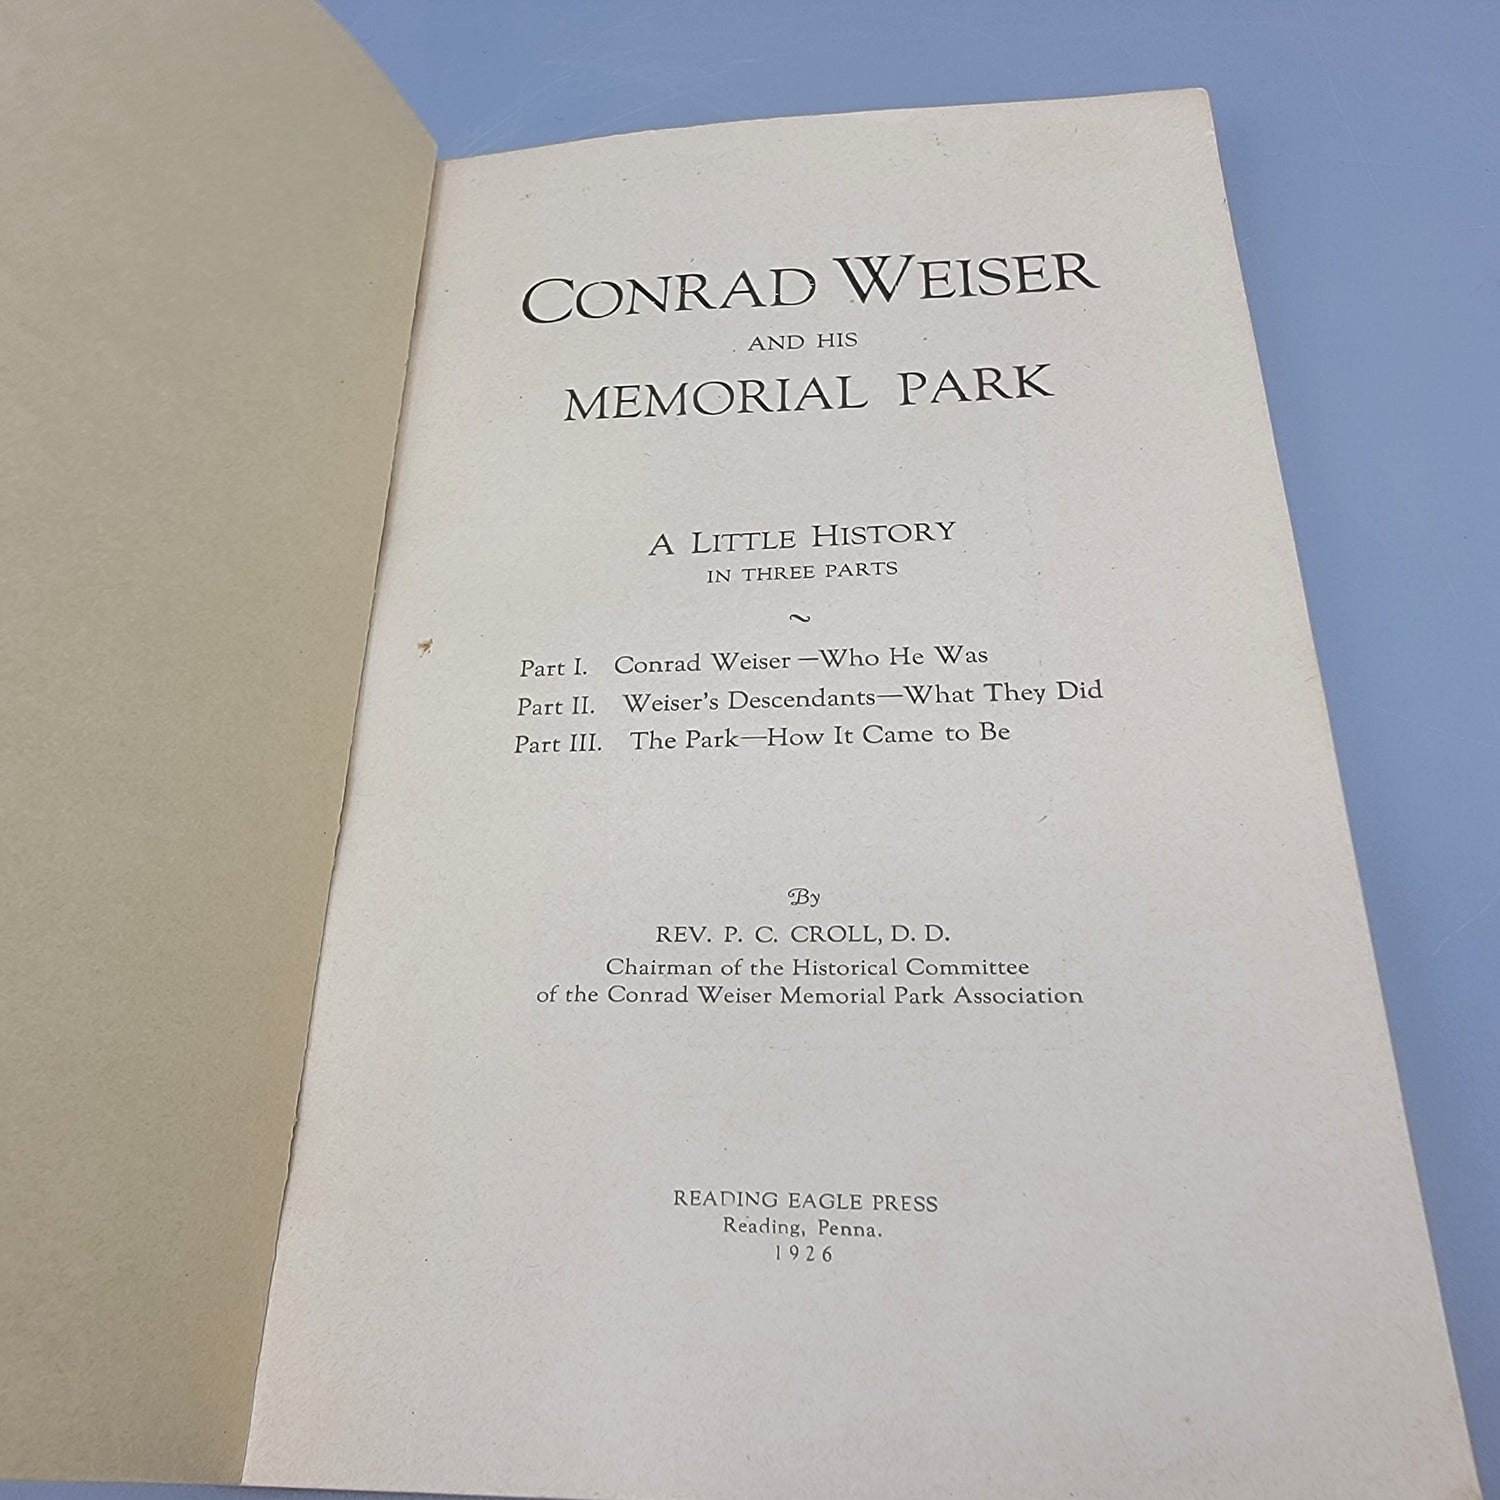 CONRAD WEISER
AND HIS
MEMORIAL PARK
A LITTLE HISTORY
IN THREE PARTS
~
Part I. Conrad Weiser—Who He Was
Part II. Weiser's Descendants—What They Did
Part III. The Park—How It Came to Be
By
REV. P. C. CROLL, D. D.
Chairman of the Historical Committee
of the Conrad Weiser Memorial Park Association
READING EAGLE PRESS
Reading, Penna.
1926